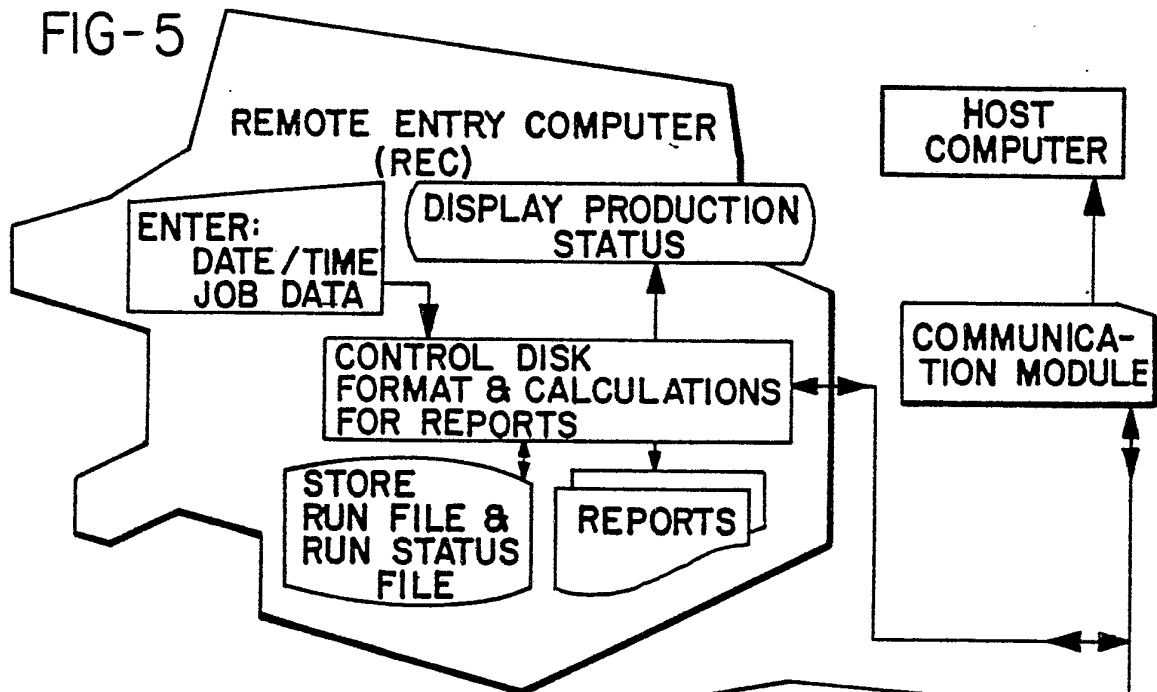 FIG-5
REMOTE ENTRY COMPUTER
(REC)
HOST
COMPUTER
ENTER:
DATE/TIME
JOB DATA
DISPLAY PRODUCTION
STATUS
CONTROL DISK
FORMAT & CALCULATIONS
FOR REPORTS
COMMUNICA-
TION MODULE
STORE
RUN FILE &
RUN STATUS
FILE
REPORTS